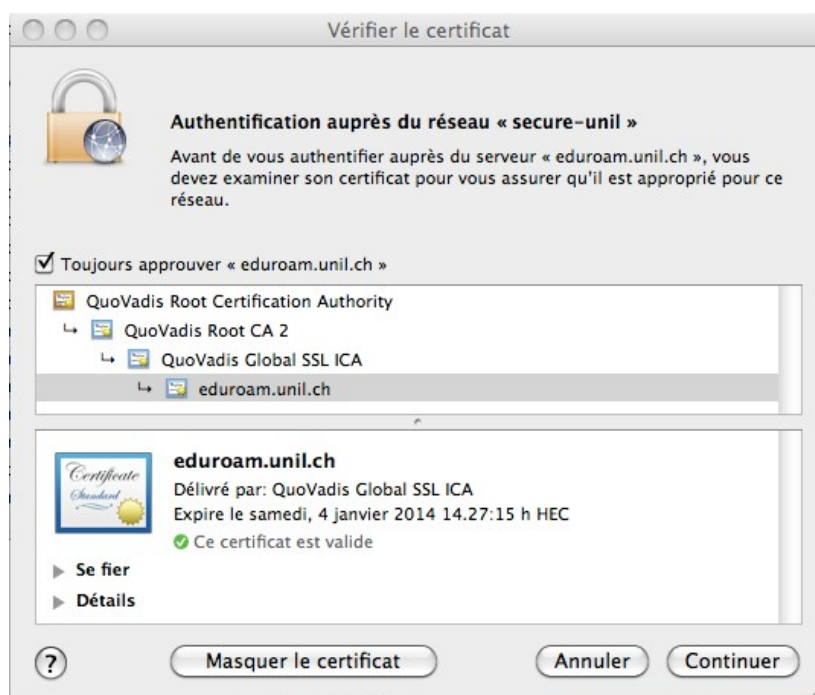 Vérifier le certificat
Authentification auprès du réseau « secure-unil »
Avant de vous authentifier auprès du serveur « eduroam.unil.ch », vous
devez examiner son certificat pour vous assurer qu'il est approprié pour ce
réseau.
Toujours approuver « eduroam.unil.ch »
QuoVadis Root Certification Authority
QuoVadis Root CA 2
QuoVadis Global SSL ICA
eduroam.unil.ch
Certificate
Standard
eduroam.unil.ch
Délivré par: QuoVadis Global SSL ICA
Expire le samedi, 4 janvier 2014 14.27:15 h HEC
Ce certificat est valide
Se fier
Détails
?
Masquer le certificat
Annuler
Continuer